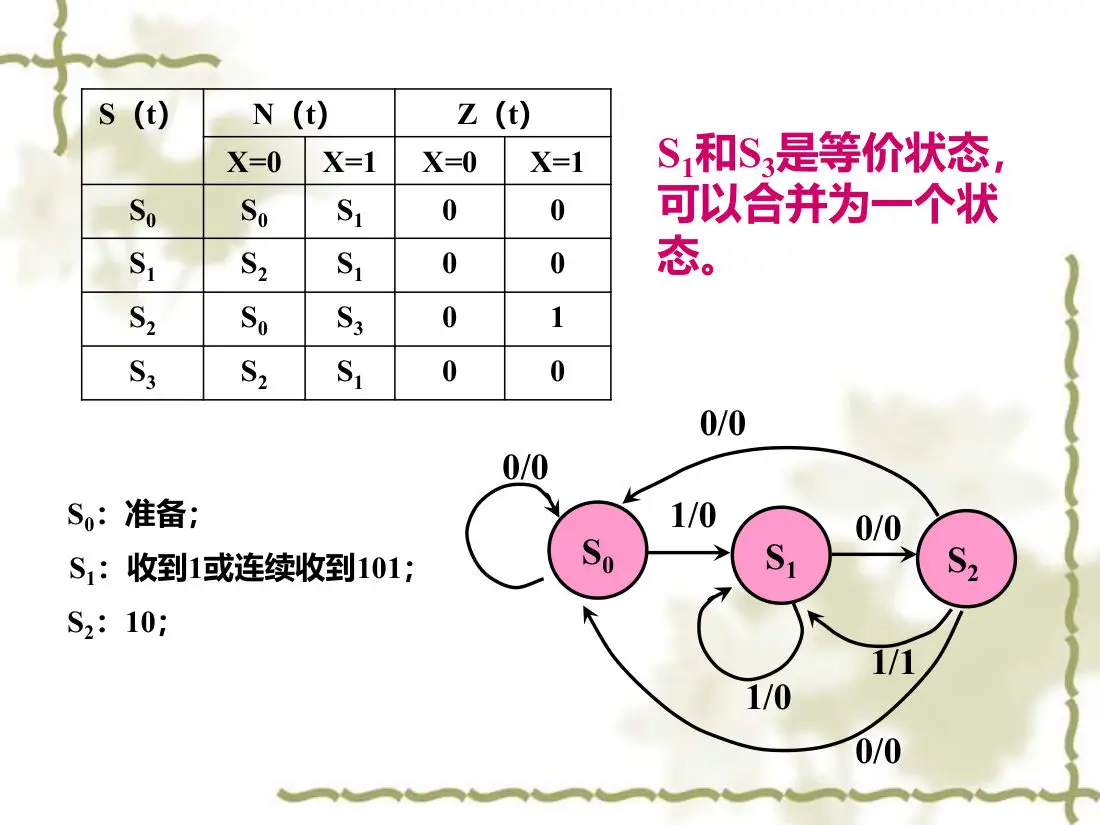 S（t） N（t） Z（t）
X=0 X=1 X=0 X=1
S₀ S₀ S₁ 0 0
S₁ S₂ S₁ 0 0
S₂ S₀ S₃ 0 1
S₃ S₂ S₁ 0 0
S₁和S₃是等价状态，
可以合并为一个状
态。
S₀：准备；
S₁：收到1或连续收到101；
S₂：10；
0/0
0/0
1/0
0/0
S₀
S₁
S₂
1/1
1/0
0/0